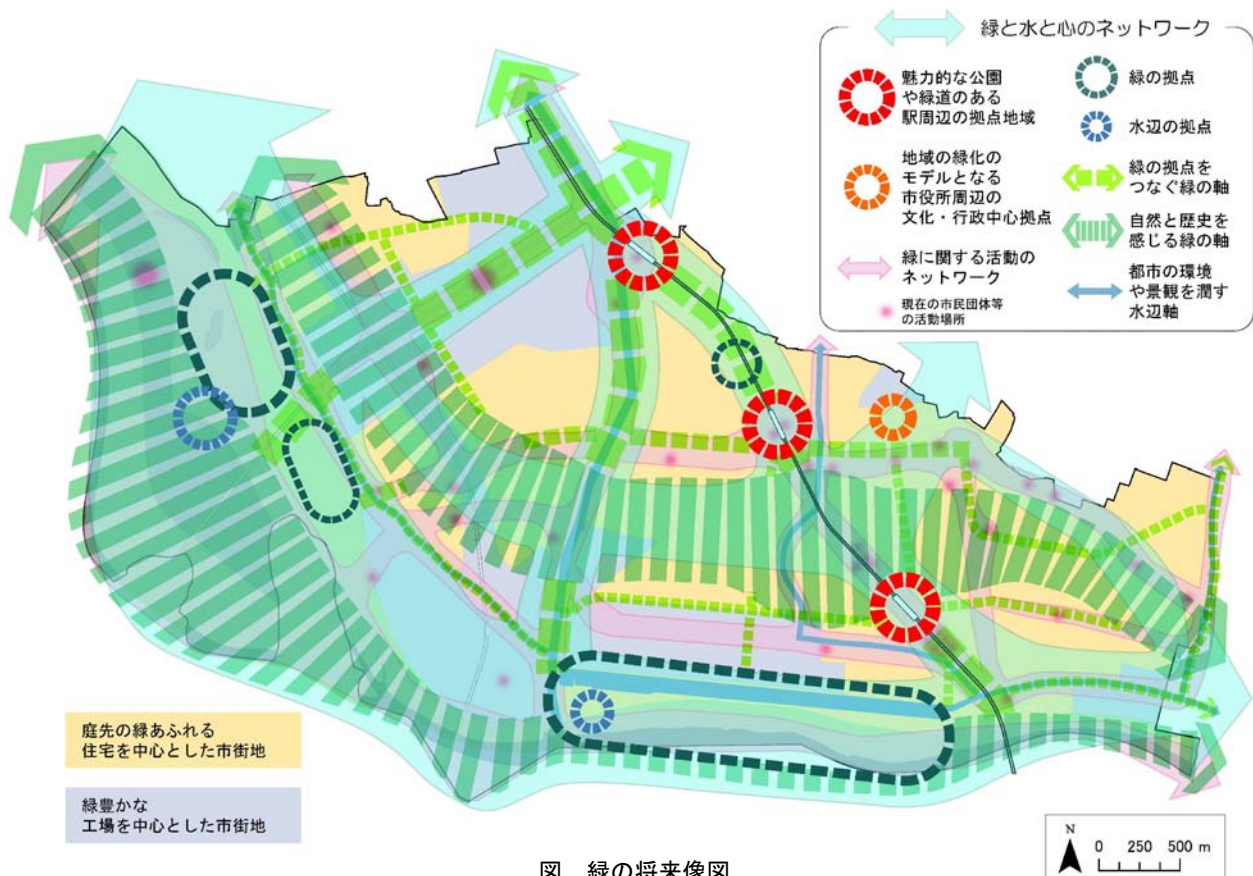 緑と水と心のネットワーク
魅力的な公園
や緑道のある
駅周辺の拠点地域
地域の緑化の
モデルとなる
市役所周辺の
文化・行政中心拠点
緑に関する活動の
ネットワーク
現在の市民団体等
の活動場所
緑の拠点
水辺の拠点
緑の拠点を
つなぐ緑の軸
自然と歴史を
感じる緑の軸
都市の環境
や景観を潤す
水辺軸
庭先の緑あふれる
住宅を中心とした市街地
緑豊かな
工場を中心とした市街地
N
0 250 500 m
図 緑の将来像図